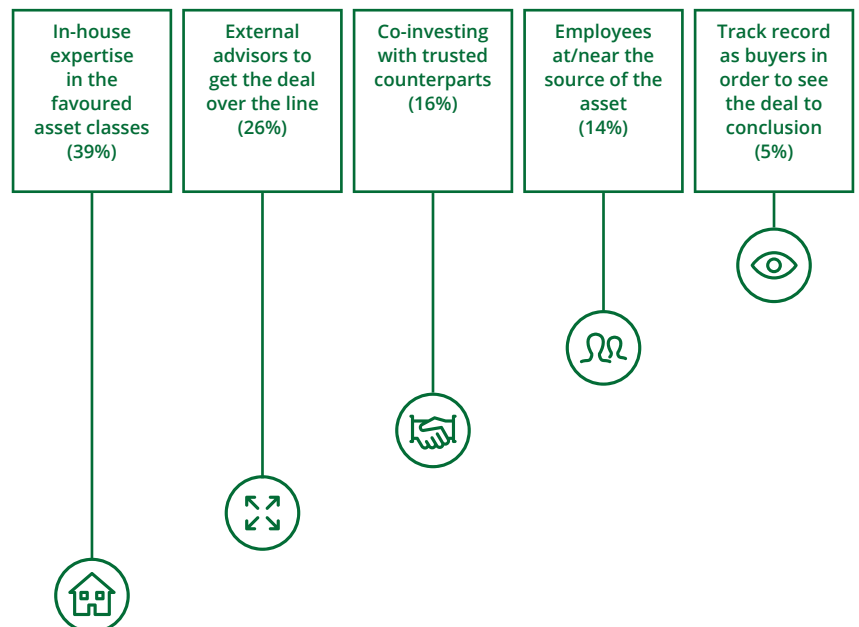 In-house
expertise
in the
favoured
asset classes
(39%)
External
advisors to
get the deal
over the line
(26%)
Co-investing
with trusted
counterparts
(16%)
Employees
at/near the
source of the
asset
(14%)
Track record
as buyers in
order to see
the deal to
conclusion
(5%)